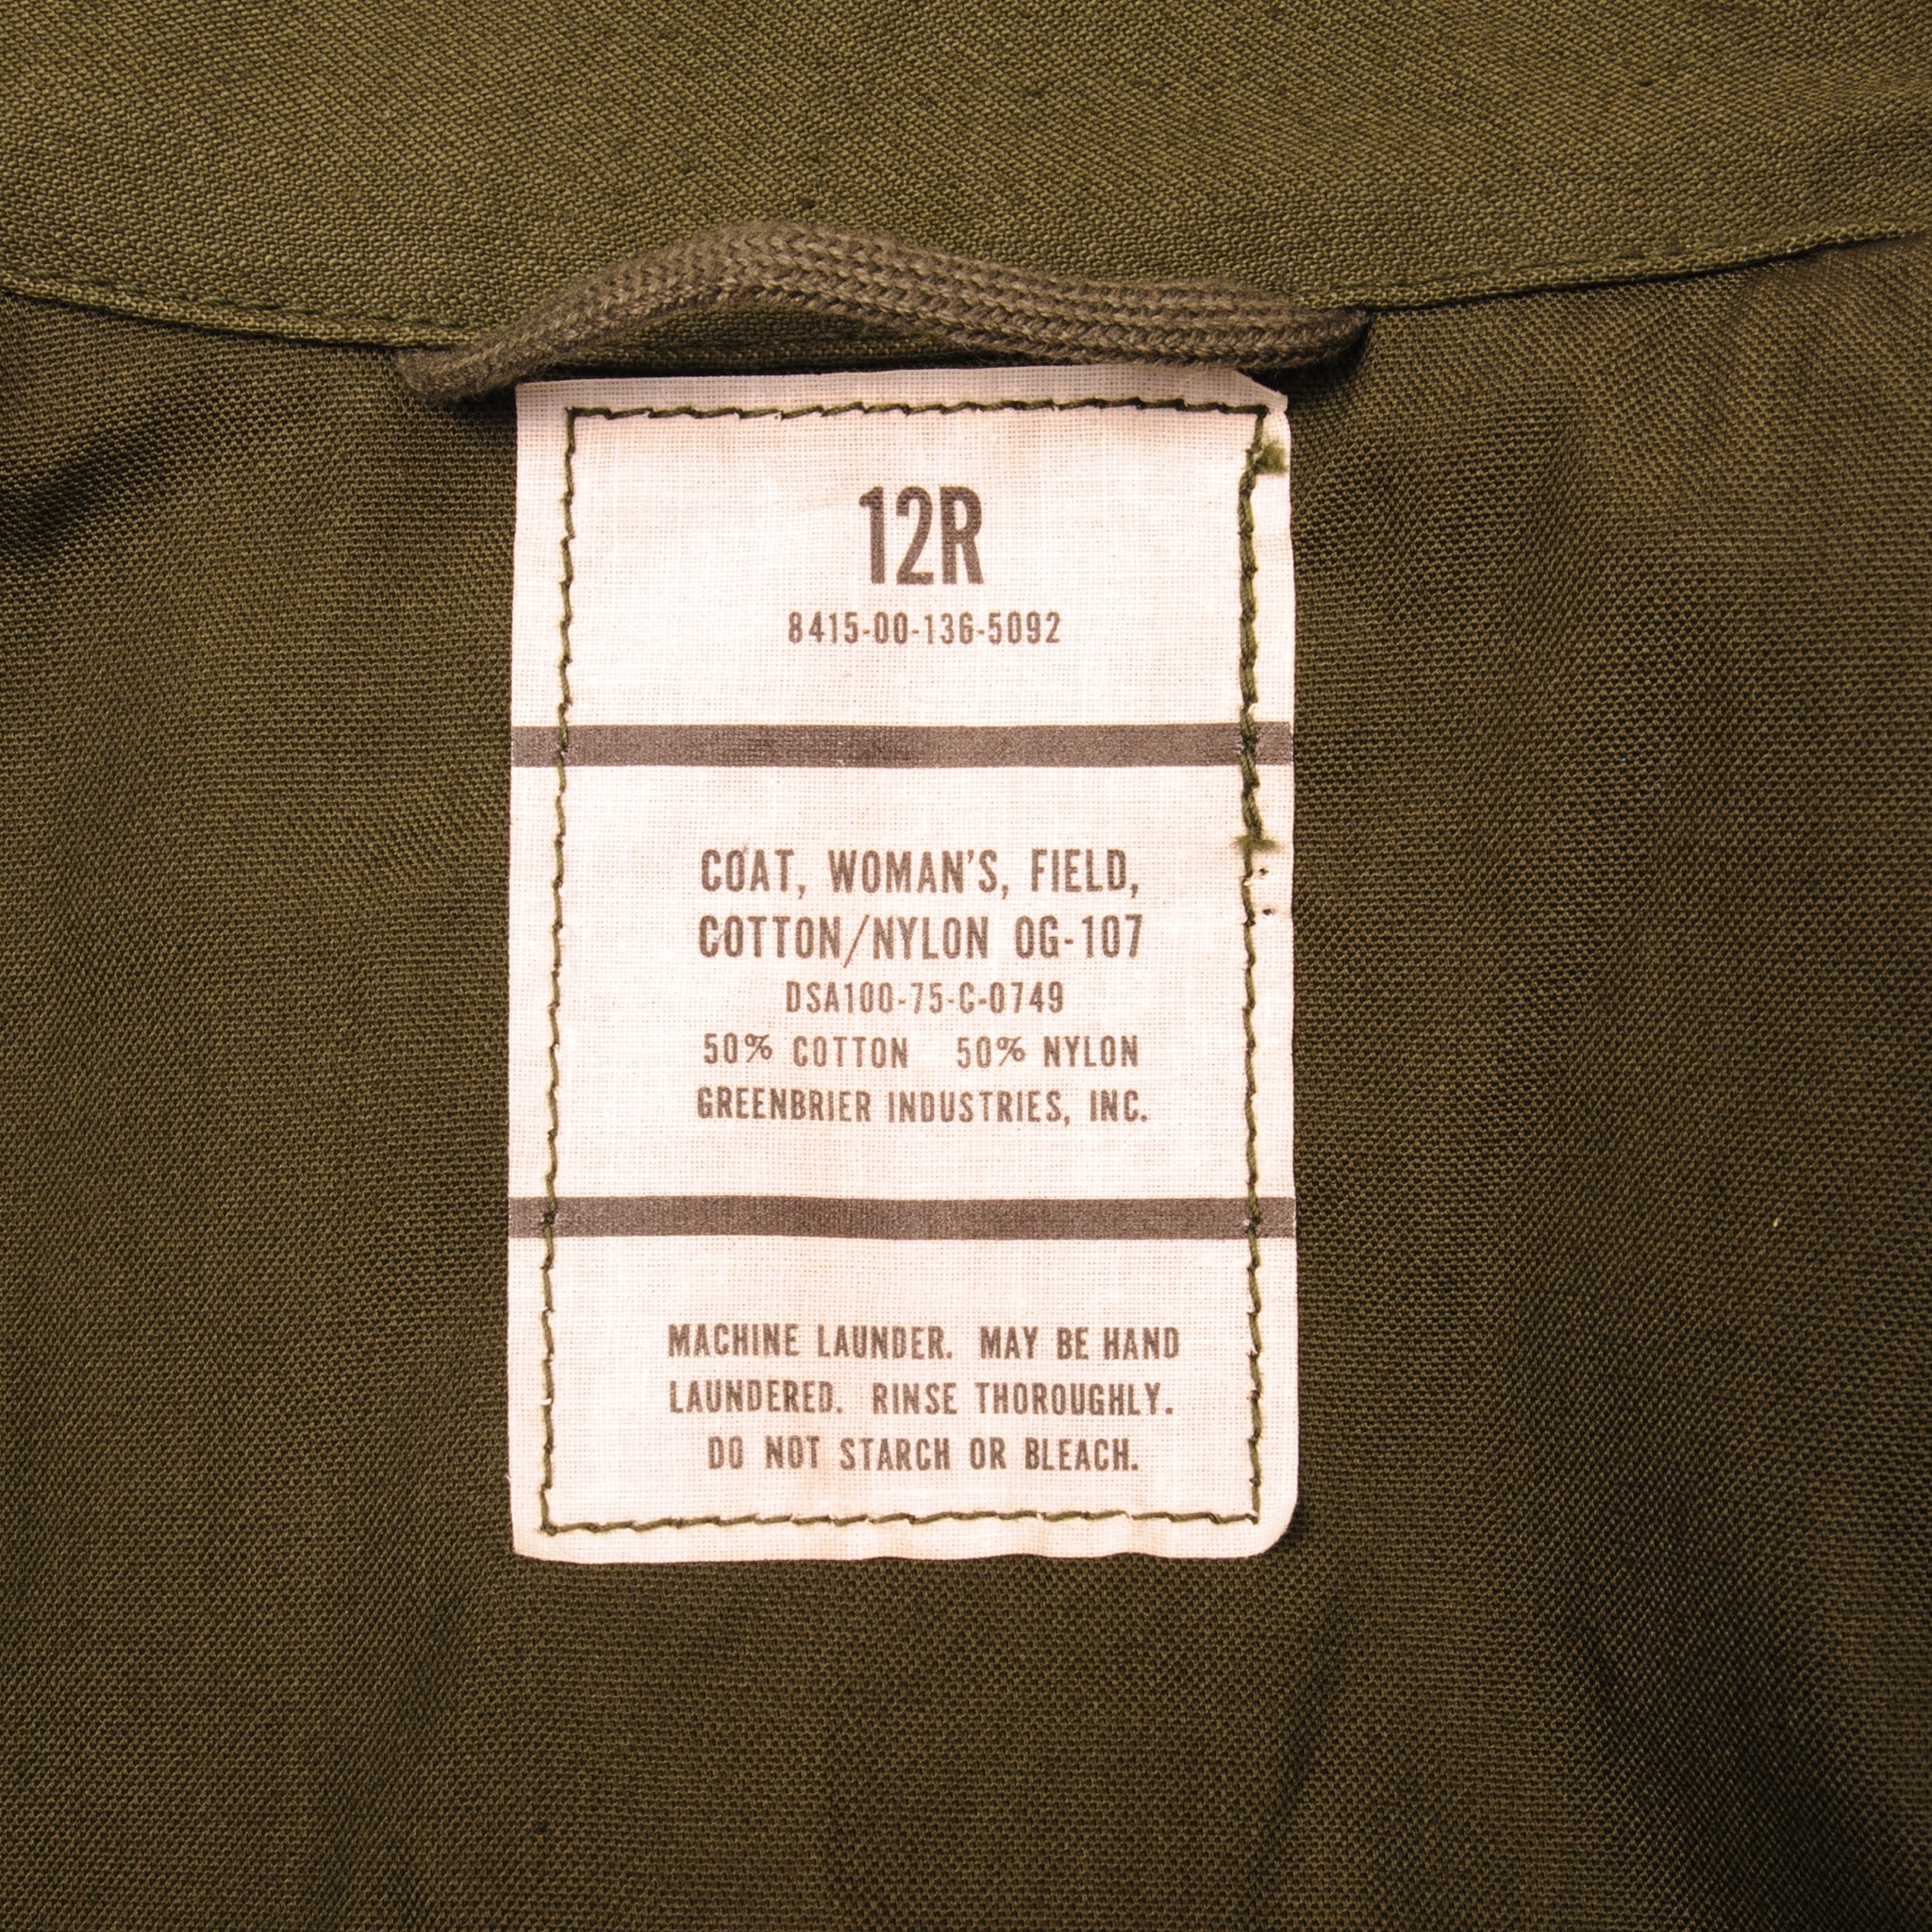 12R
8415-00-136-5092
COAT, WOMAN'S, FIELD,
COTTON/NYLON OG-107
DSA100-75-C-0749
50% COTTON 50% NYLON
GREENBRIER INDUSTRIES, INC.
MACHINE LAUNDER. MAY BE HAND
LAUNDERED. RINSE THOROUGHLY.
DO NOT STARCH OR BLEACH.